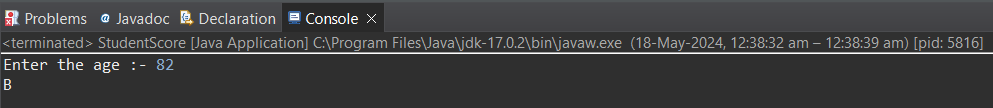 Problems @ Javadoc Declaration Console ×
<terminated> StudentScore [Java Application] C:\Program Files\Java\jdk-17.0.2\bin\javaw.exe (18-May-2024, 12:38:32 am – 12:38:39 am) [pid: 5816]
Enter the age :- 82
B